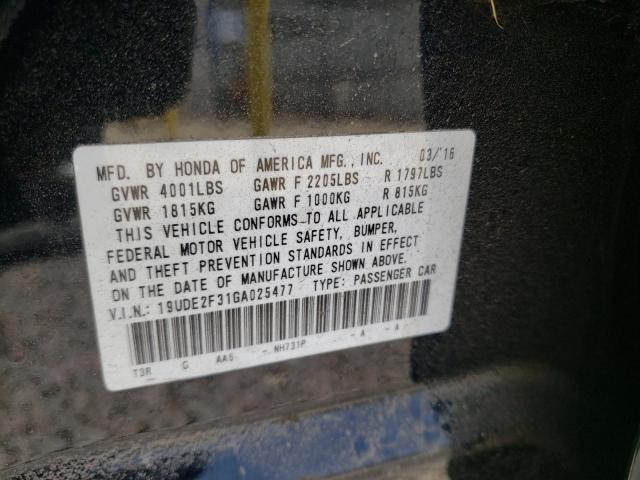 MFD. BY HONDA OF AMERICA MFG., INC. 03/'16
GVWR 4001LBS GAWR F 2205LBS R 1797LBS
GVWR 1815KG GAWR F 1000KG R 815KG
THIS VEHICLE CONFORMS TO ALL APPLICABLE
FEDERAL MOTOR VEHICLE SAFETY, BUMPER,
AND THEFT PREVENTION STANDARDS IN EFFECT
ON THE DATE OF MANUFACTURE SHOWN ABOVE.
V.I.N.: 19UDE2F31GA025477 TYPE: PASSENGER CAR
T3R G AA5 - NH731P - A - A